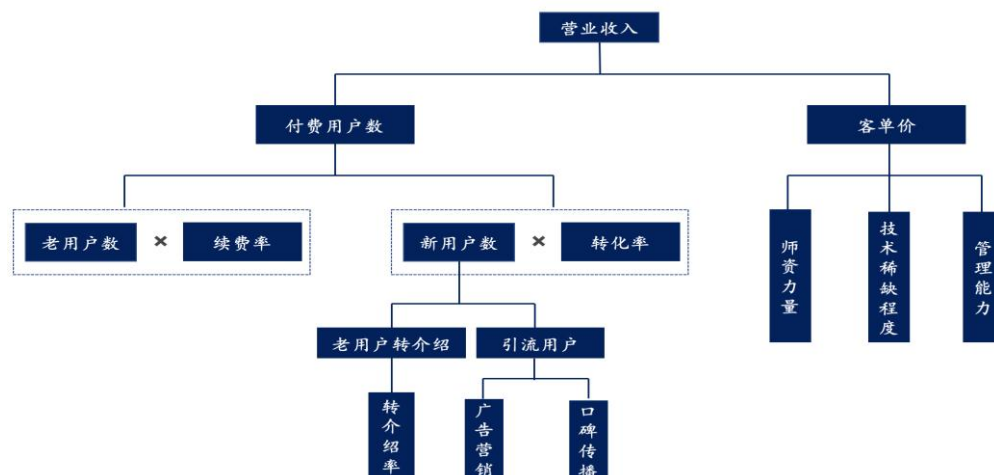 营业收入
付费用户数
客单价
老用户数 × 续费率
新用户数 × 转化率
师资力量
技术稀缺程度
管理能力
老用户转介绍
引流用户
转介绍率
广告营销
口碑传播